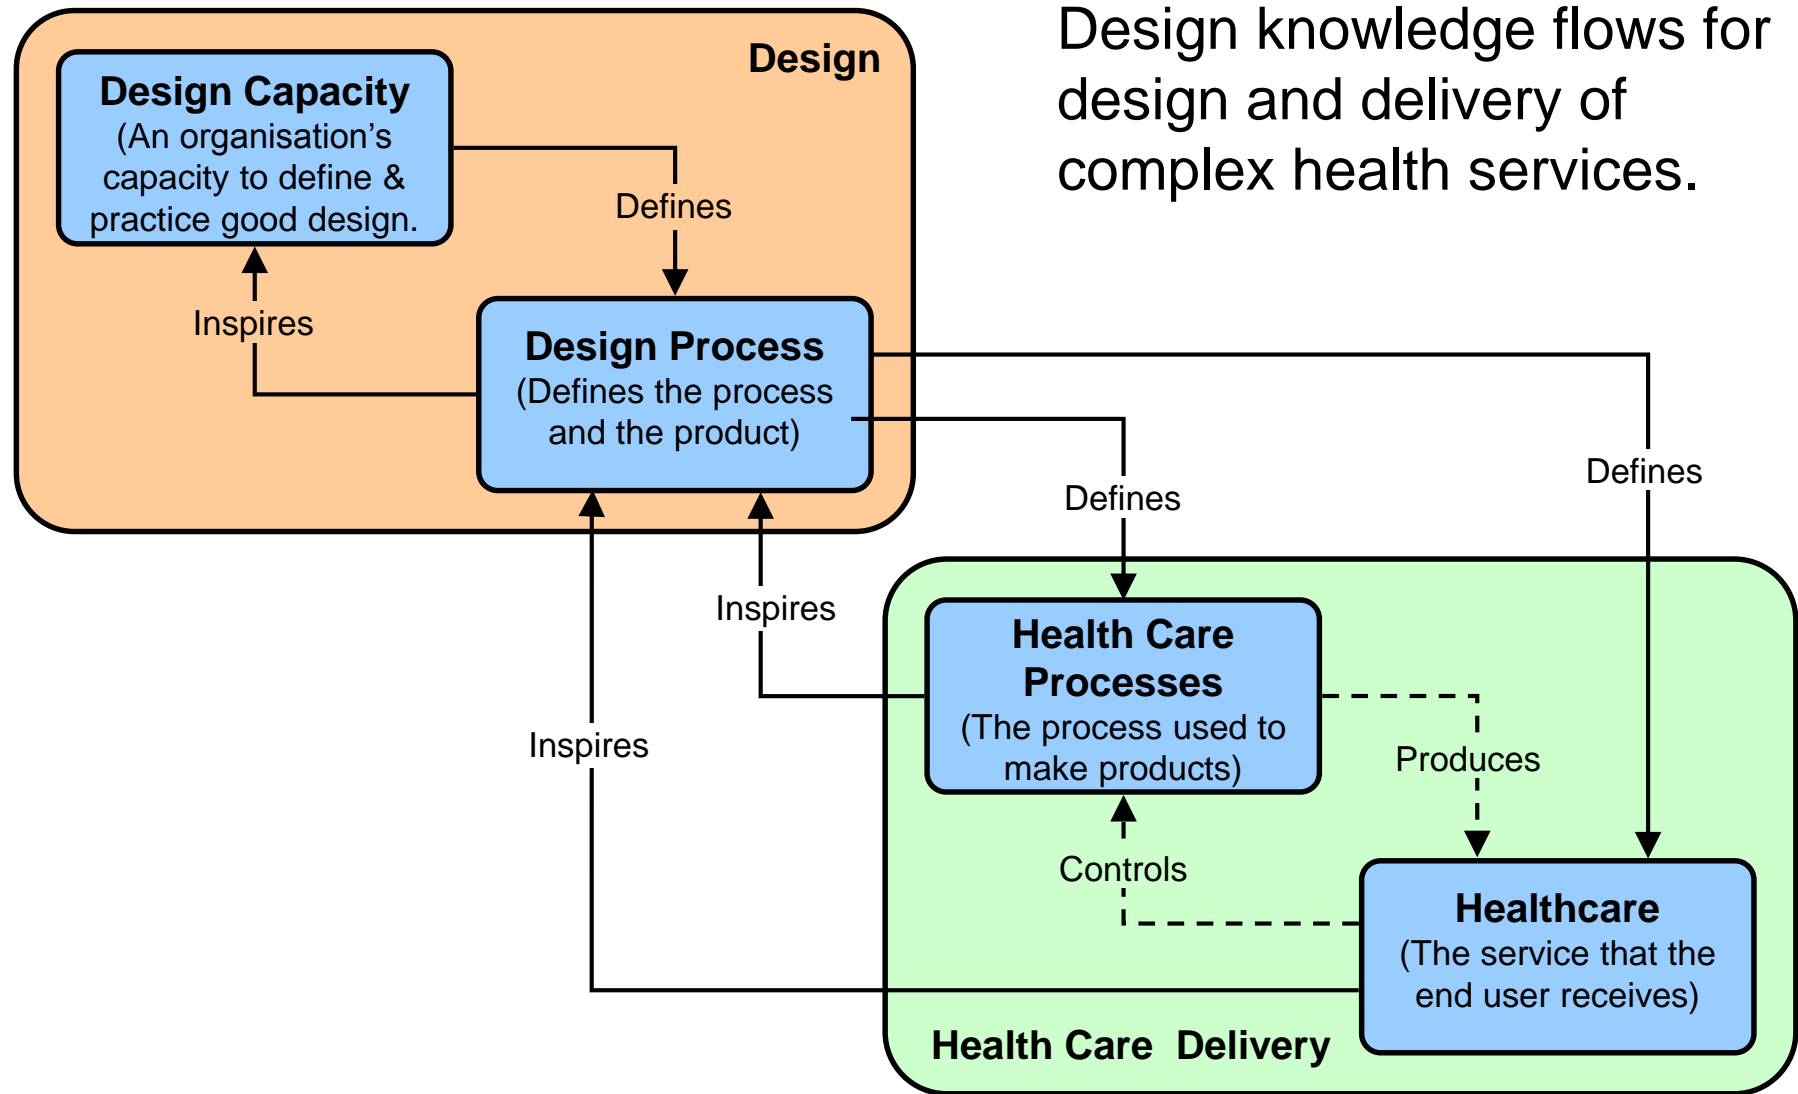 Design knowledge flows for
design and delivery of
complex health services.
Design
Design Capacity
(An organisation’s
capacity to define &
practice good design.
Defines
Inspires
Design Process
(Defines the process
and the product)
Defines
Defines
Inspires
Inspires
Health Care
Processes
(The process used to
make products)
Produces
Controls
Healthcare
(The service that the
end user receives)
Health Care  Delivery